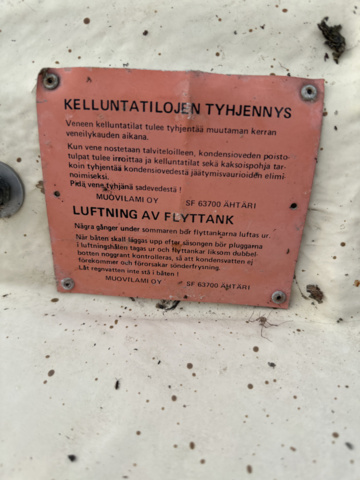 KELLUNTATILOJEN TYHJENNYS
Veneen kelluntatilat tulee tyhjentää muutaman kerran
veneilykauden aikana.
Kun vene nostetaan talviteloilleen, kondensioveden poisto-
tulpat tulee irroittaa ja kelluntatilat sekä kaksoispohja tar-
koin tyhjentää kondensiovedestä jäätymisvaurioiden elimi
noimiseksi.
Pidä vene tyhjänä sadevedestä !
MUOVILAMI OY SF 63700 ÄHTÄRI
LUFTNING AV FLYTTANK
Några gånger under sommaren bör flyttankarna luftas ur.
När båten skall läggas upp efter säsongen bör pluggarna
i luftningshålen tagas ur och flyttankar liksom dubbel-
botten noggrant kontrolleras, så att kondensvatten ej
förekommer och förorsakar sönderfrysning.
Låt regnvatten inte stå i båten !
MUOVILAMI OY SF 63700 ÄHTÄRI